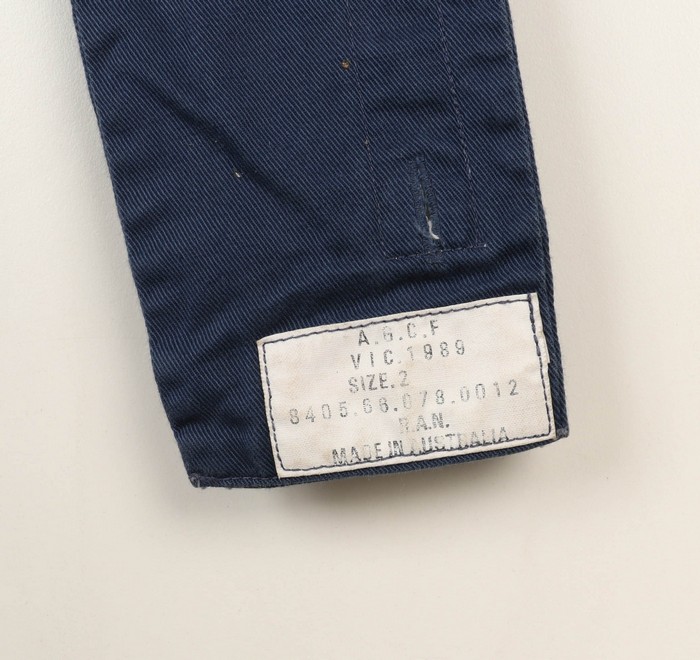 A.G.C.F
VIC.1989
SIZE.2
8405.66.078.0012
R.A.N.
MADE IN AUSTRALIA